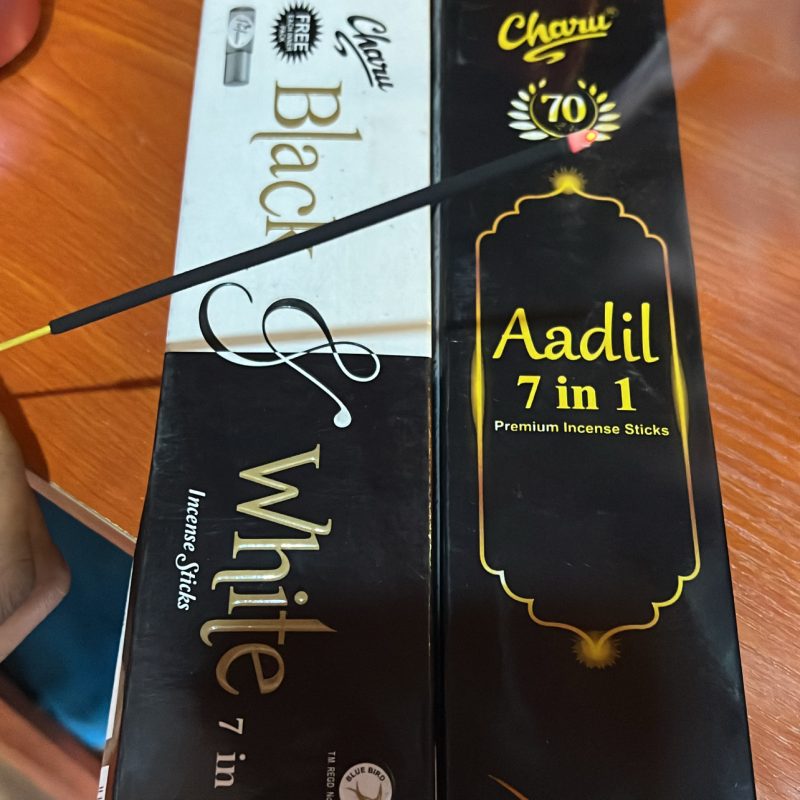 Charu
FREE
Black
&
White
Incense Sticks
7 in
TM REGD No
BLUE BIRD
Charu
70
Aadil
7 in 1
Premium Incense Sticks